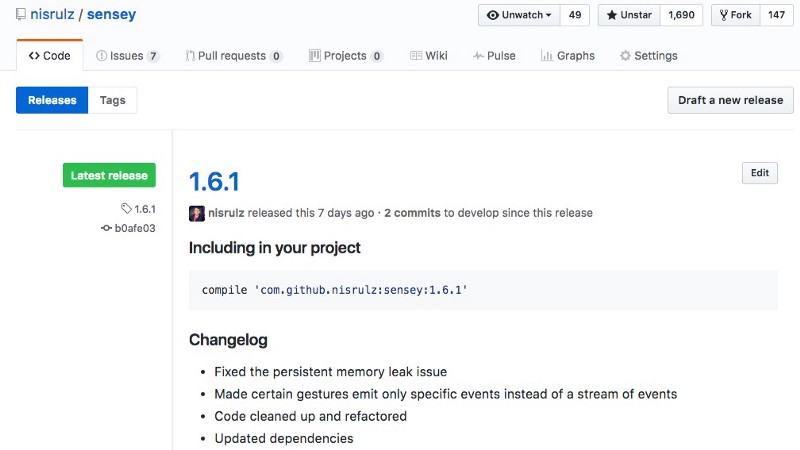 nisrulz / sensey
Unwatch 49 Unstar 1,690 Fork 147
Code Issues 7 Pull requests 0 Projects 0 Wiki Pulse Graphs Settings
Releases Tags Draft a new release
Latest release
1.6.1
b0afe03
1.6.1 Edit
nisrulz released this 7 days ago · 2 commits to develop since this release
Including in your project
compile 'com.github.nisrulz:sensey:1.6.1'
Changelog
• Fixed the persistent memory leak issue
• Made certain gestures emit only specific events instead of a stream of events
• Code cleaned up and refactored
• Updated dependencies